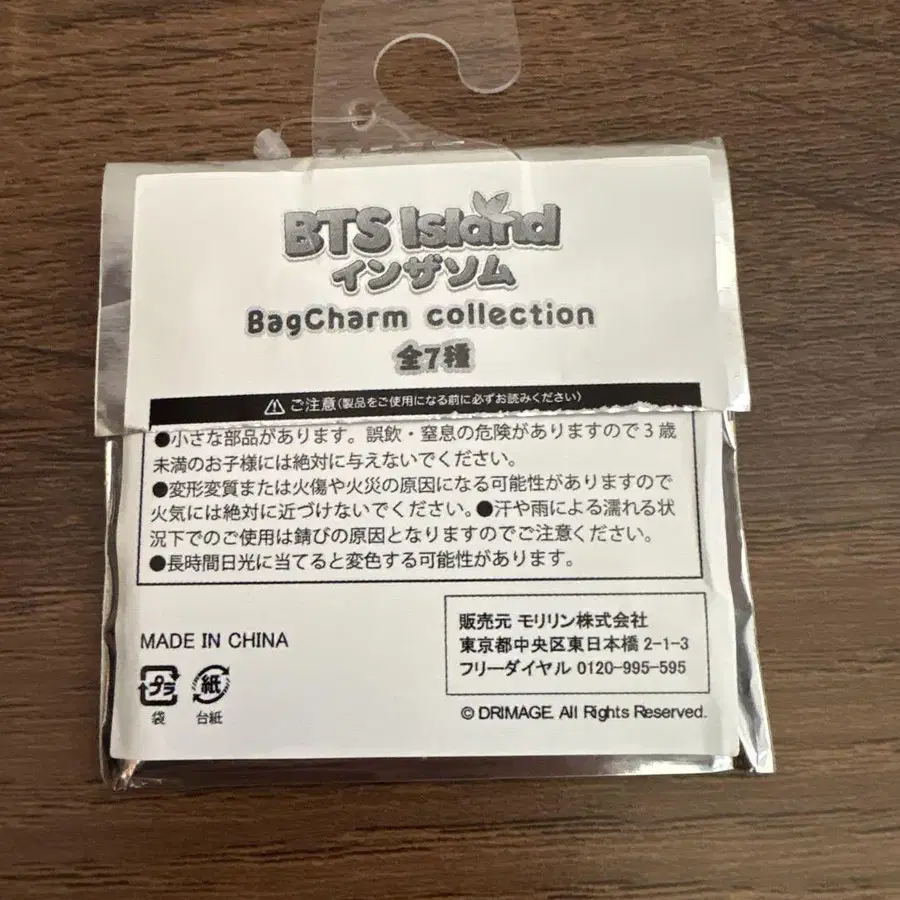 BTS Island
インザソム
BagCharm collection
全7種
ご注意(製品をご使用になる前に必ずお読みください)
●小さな部品があります。誤飲・窒息の危険がありますので3歳
未満のお子様には絶対に与えないでください。
●変形変質または火傷や火災の原因になる可能性がありますので
火気には絶対に近づけないでください。●汗や雨による濡れる状
況下でのご使用は錆びの原因となりますのでご注意ください。
●長時間日光に当てると変色する可能性があります。
MADE IN CHINA
プラ
袋
紙
台紙
販売元 モリリン株式会社
東京都中央区東日本橋 2-1-3
フリーダイヤル 0120-995-595
© DRIMAGE. All Rights Reserved.